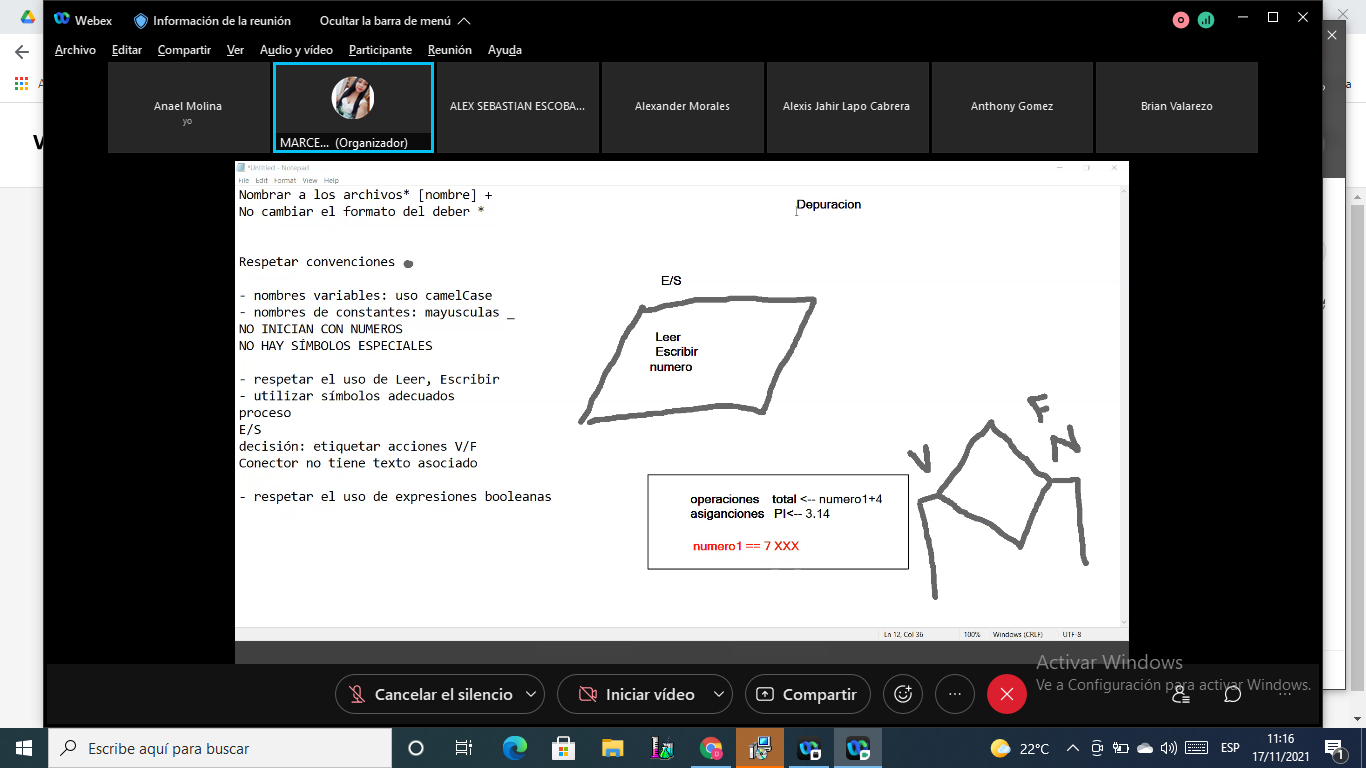 Webex
Información de la reunión
Ocultar la barra de menú
Archivo Editar Compartir Ver Audio y vídeo Participante Reunión Ayuda
Anael Molina
yo
MARCE... (Organizador)
ALEX SEBASTIAN ESCOBA...
Alexander Morales
Alexis Jahir Lapo Cabrera
Anthony Gomez
Brian Valarezo
*Untitled - Notepad
File Edit Format View Help
Nombrar a los archivos* [nombre] +
No cambiar el formato del deber *
Depuracion
Respetar convenciones
- nombres variables: uso camelCase
- nombres de constantes: mayusculas _
NO INICIAN CON NUMEROS
NO HAY SÍMBOLOS ESPECIALES
- respetar el uso de Leer, Escribir
- utilizar símbolos adecuados
proceso
E/S
decisión: etiquetar acciones V/F
Conector no tiene texto asociado
- respetar el uso de expresiones booleanas
E/S
Leer
Escribir
numero
operaciones total <-- numero1+4
asiganciones PI<-- 3.14
numero1 == 7 XXX
V
F
N
Ln 12, Col 36 100% Windows (CRLF) UTF-8
Activar Windows
Ve a Configuración para activar Windows.
Cancelar el silencio
Iniciar vídeo
Compartir
Escribe aquí para buscar
22°C
ESP
11:16
17/11/2021
1